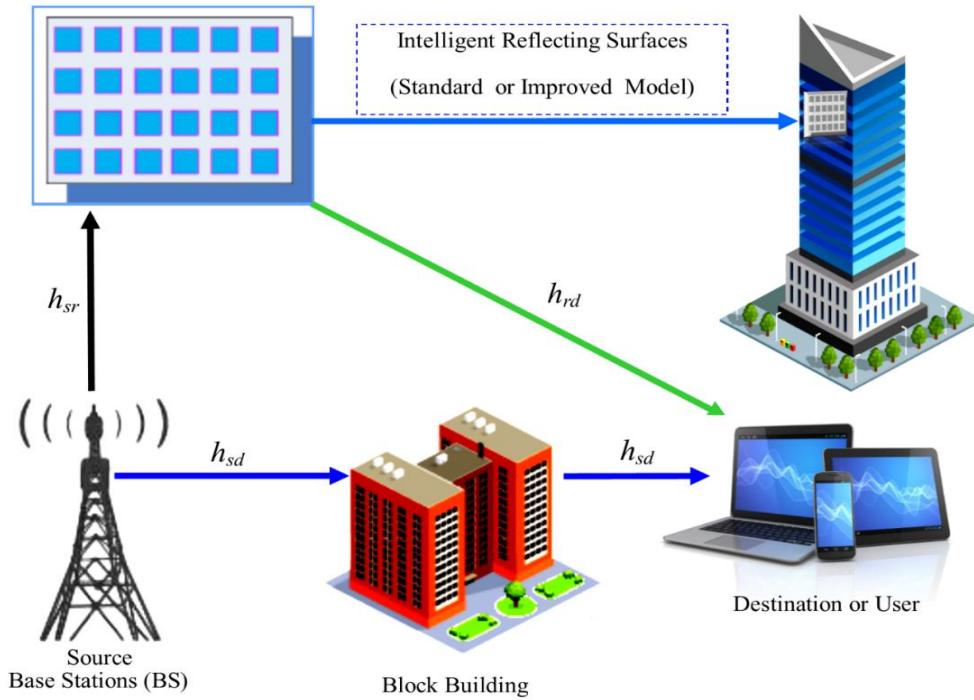 Intelligent Reflecting Surfaces
(Standard or Improved Model)
h_sr
h_rd
h_sd
h_sd
Source
Base Stations (BS)
Block Building
Destination or User